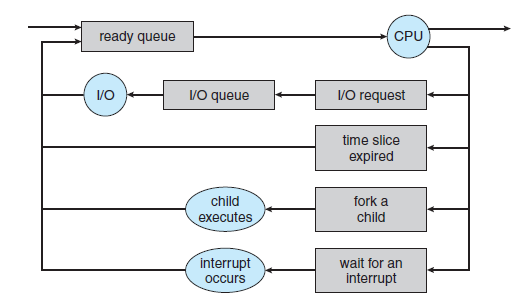 ready queue
CPU
I/O
I/O queue
I/O request
time slice
expired
child
executes
fork a
child
interrupt
occurs
wait for an
interrupt